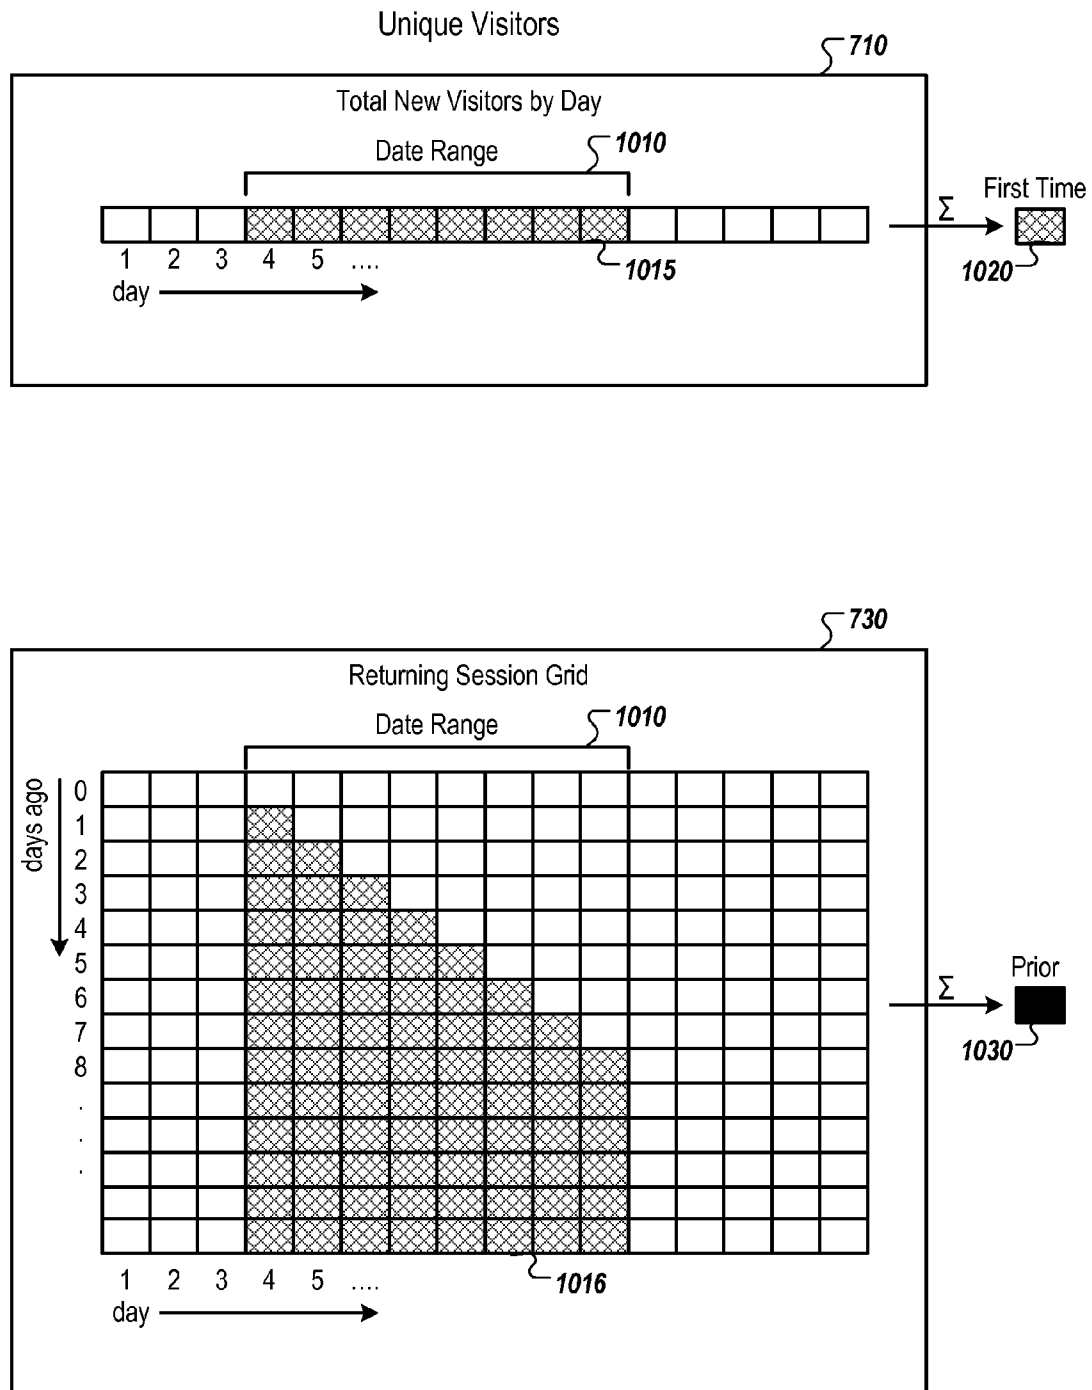 Unique Visitors
710
Total New Visitors by Day
Date Range
1010
First Time
Σ
1 2 3 4 5 ....
1015
1020
day
730
Returning Session Grid
Date Range
1010
days ago
0
1
2
3
4
5
6
7
8
.
.
.
Prior
Σ
1030
1016
1 2 3 4 5 ....
day